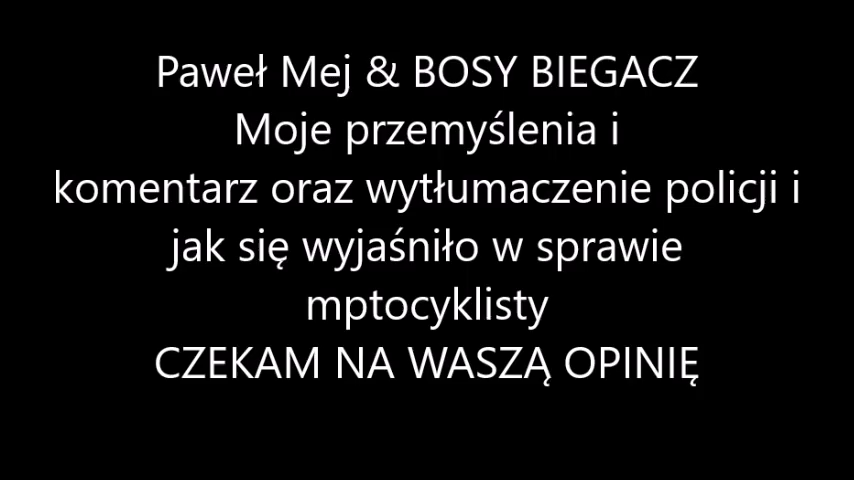 Paweł Mej & BOSY BIEGACZ
Moje przemyślenia i
komentarz oraz wytłumaczenie policji i
jak się wyjaśniło w sprawie
mptocyklisty
CZEKAM NA WASZĄ OPINIĘ